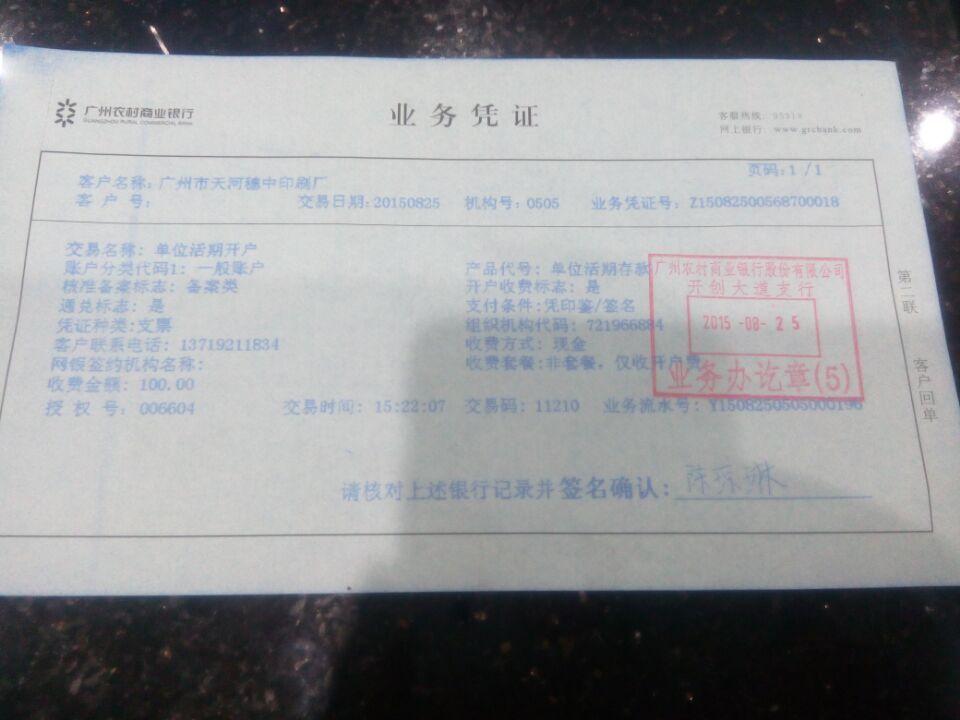 广州农村商业银行
GUANGZHOU RURAL COMMERCIAL BANK
业务凭证
客服热线: 95313
网上银行: www.grcbank.com
页码:1 /1
客户名称: 广州市天河穗中印刷厂
客 户 号:
交易日期:20150825 机构号: 0505 业务凭证号: Z15082500568700018
交易名称: 单位活期开户
账户分类代码1: 一般账户 产品代号: 单位活期存款
核准备案标志: 备案类 开户收费标志: 是
通兑标志: 是 支付条件:凭印鉴/签名
凭证种类:支票 组织机构代码: 721966884
客户联系电话: 13719211834 收费方式: 现金
网银签约机构名称: 收费套餐:非套餐，仅收开户费
收费金额: 100.00
授 权 号: 006604 交易时间: 15:22:07 交易码: 11210 业务流水号: Y1508250505000196
广州农村商业银行股份有限公司
开创大道支行
2015 -08- 25
业务办讫章(5)
请核对上述银行记录并签名确认:
第二联
客户回单